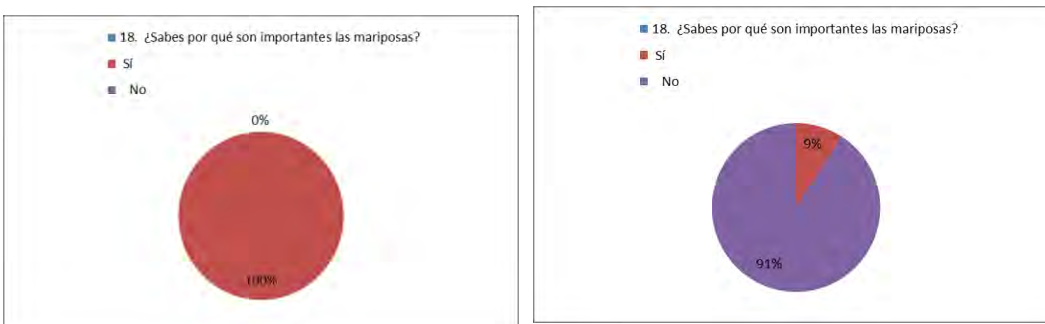 18. ¿Sabes por qué son importantes las mariposas?
Sí
No
0%
100%
18. ¿Sabes por qué son importantes las mariposas?
Sí
No
9%
91%